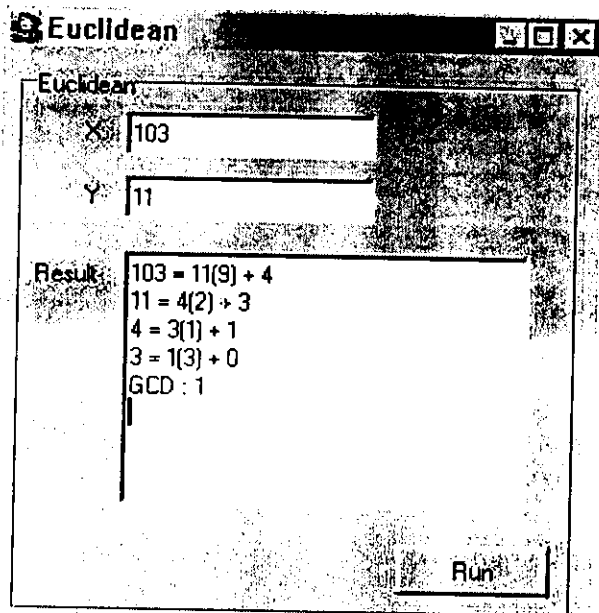 Euclidean
Euclidean
X: 103
Y: 11
Result: 103 = 11(9) + 4
11 = 4(2) + 3
4 = 3(1) + 1
3 = 1(3) + 0
GCD : 1
Run